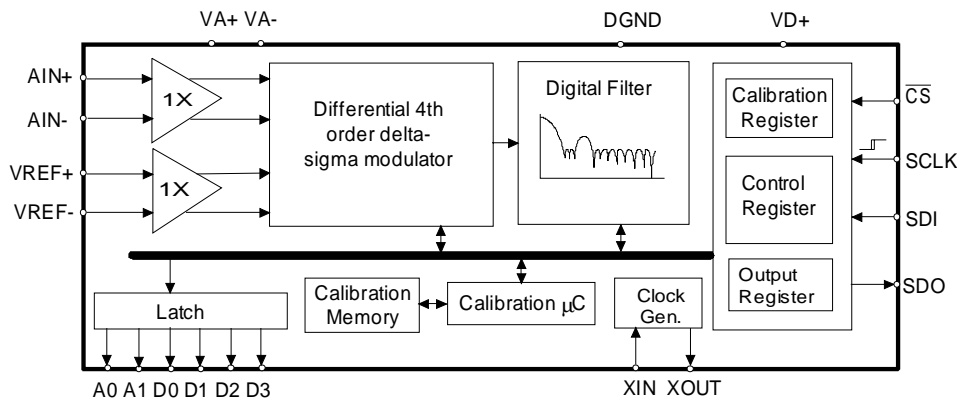 VA+ VA- DGND VD+
AIN+
AIN-
VREF+
VREF-
1X
1X
Differential 4th
order delta-
sigma modulator
Digital Filter
Calibration
Register
Control
Register
Output
Register
CS
SCLK
SDI
SDO
Latch
Calibration
Memory
Calibration µC
Clock
Gen.
A0 A1 D0 D1 D2 D3
XIN XOUT